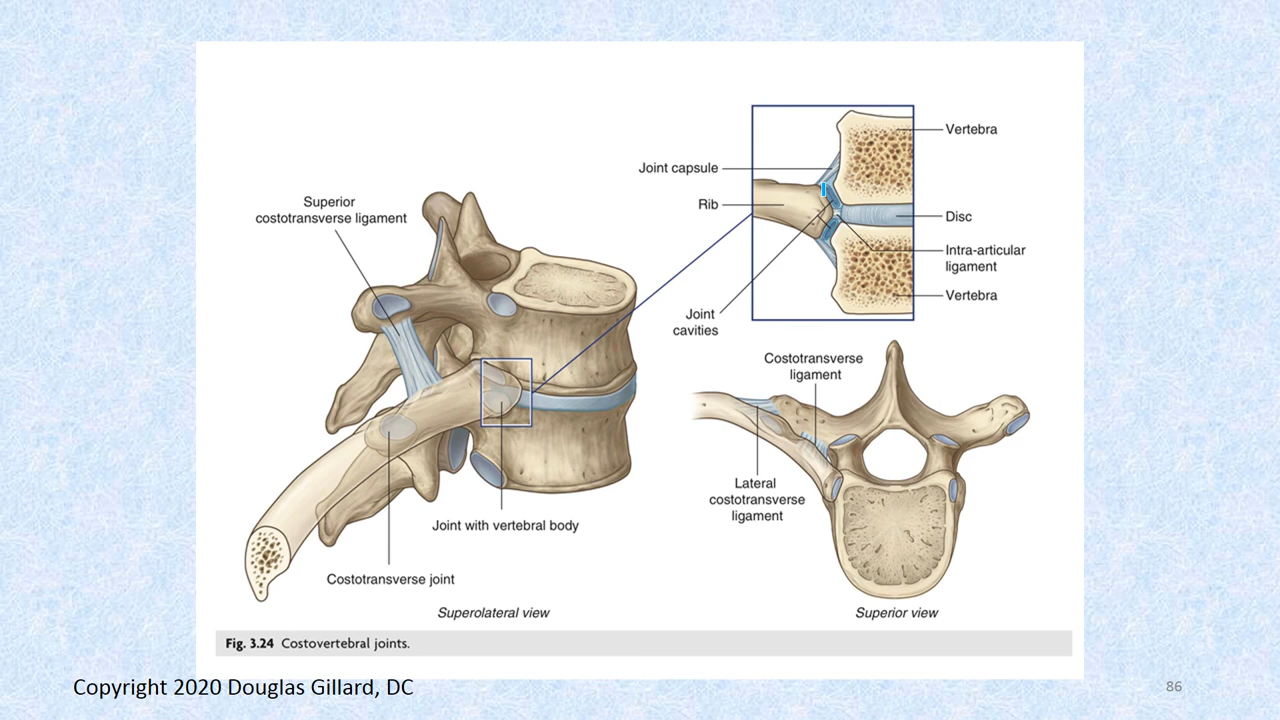 Superior
costotransverse ligament
Joint with vertebral body
Costotransverse joint
Superolateral view
Joint capsule
Rib
Joint
cavities
Vertebra
Disc
Intra-articular
ligament
Vertebra
Costotransverse
ligament
Lateral
costotransverse
ligament
Superior view
Fig. 3.24 Costovertebral joints.
Copyright 2020 Douglas Gillard, DC
86